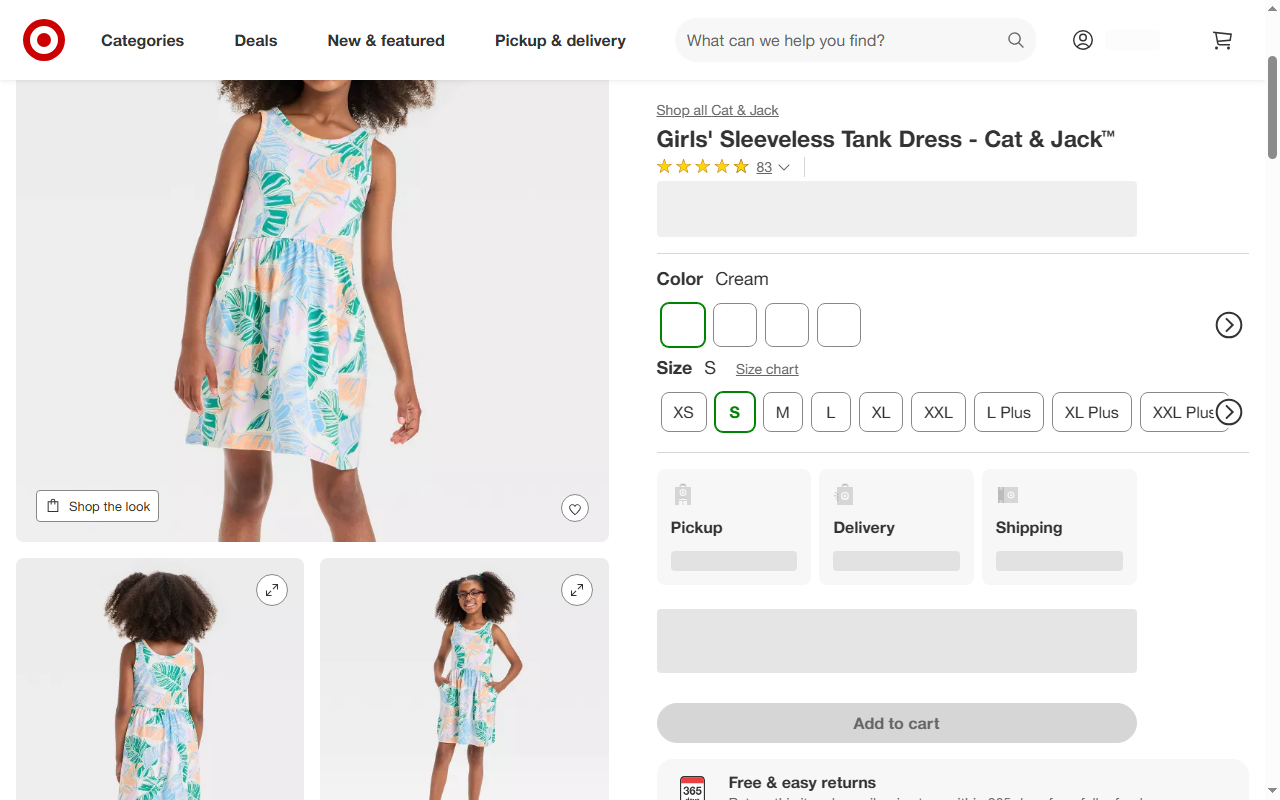 Categories
Deals
New & featured
Pickup & delivery
What can we help you find?
Shop all Cat & Jack
Girls' Sleeveless Tank Dress - Cat & Jack™
83
Color Cream
Size S Size chart
XS
S
M
L
XL
XXL
L Plus
XL Plus
XXL Plus
Pickup
Delivery
Shipping
Shop the look
Add to cart
365
Free & easy returns